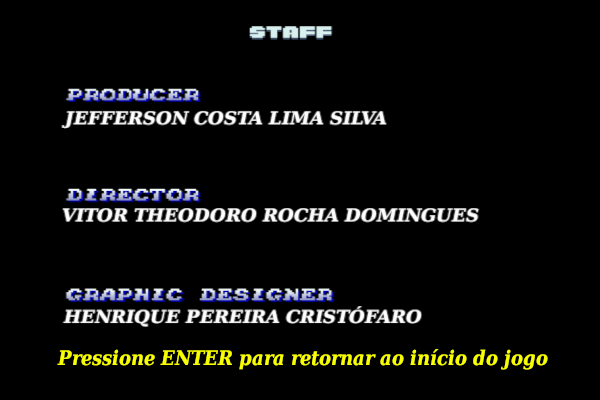 STAFF
PRODUCER
JEFFERSON COSTA LIMA SILVA
DIRECTOR
VITOR THEODORO ROCHA DOMINGUES
GRAPHIC DESIGNER
HENRIQUE PEREIRA CRISTÓFARO
Pressione ENTER para retornar ao início do jogo